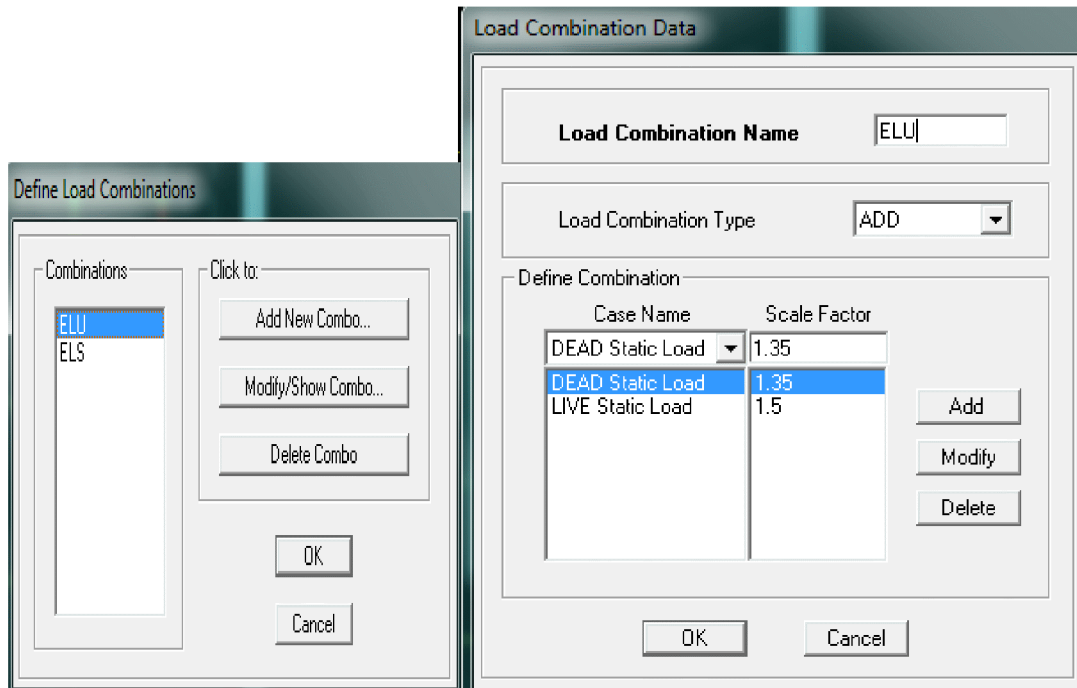 Define Load Combinations
Combinations
ELU
ELS
Click to:
Add New Combo...
Modify/Show Combo...
Delete Combo
OK
Cancel
Load Combination Data
Load Combination Name
ELU
Load Combination Type
ADD
Define Combination
Case Name Scale Factor
DEAD Static Load 1.35
DEAD Static Load 1.35
LIVE Static Load 1.5
Add
Modify
Delete
OK Cancel